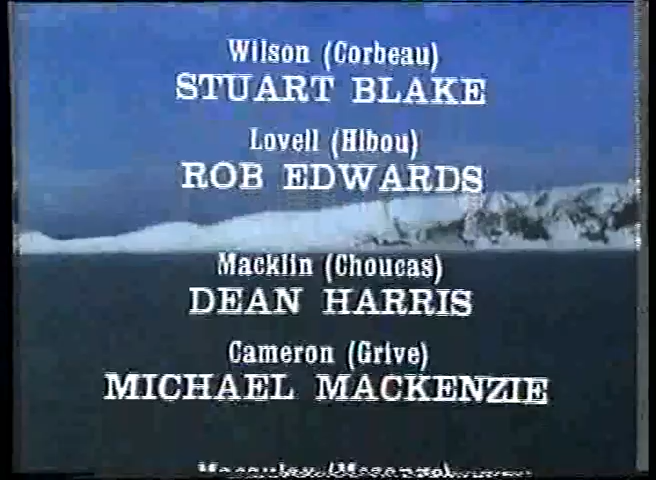 Wilson (Corbeau)
STUART BLAKE
Lovell (Hibou)
ROB EDWARDS
Macklin (Choucas)
DEAN HARRIS
Cameron (Grive)
MICHAEL MACKENZIE